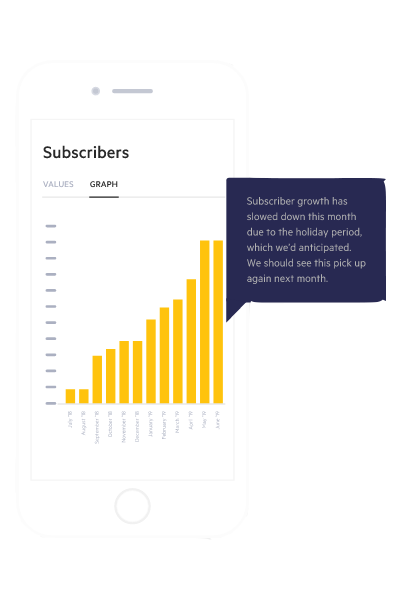 Subscribers
VALUES
GRAPH
Subscriber growth has
slowed down this month
due to the holiday period,
which we'd anticipated.
We should see this pick up
again next month.
July '18
August '18
September '18
October '18
November '18
December '18
January '19
February '19
March '19
April '19
May '19
June '19